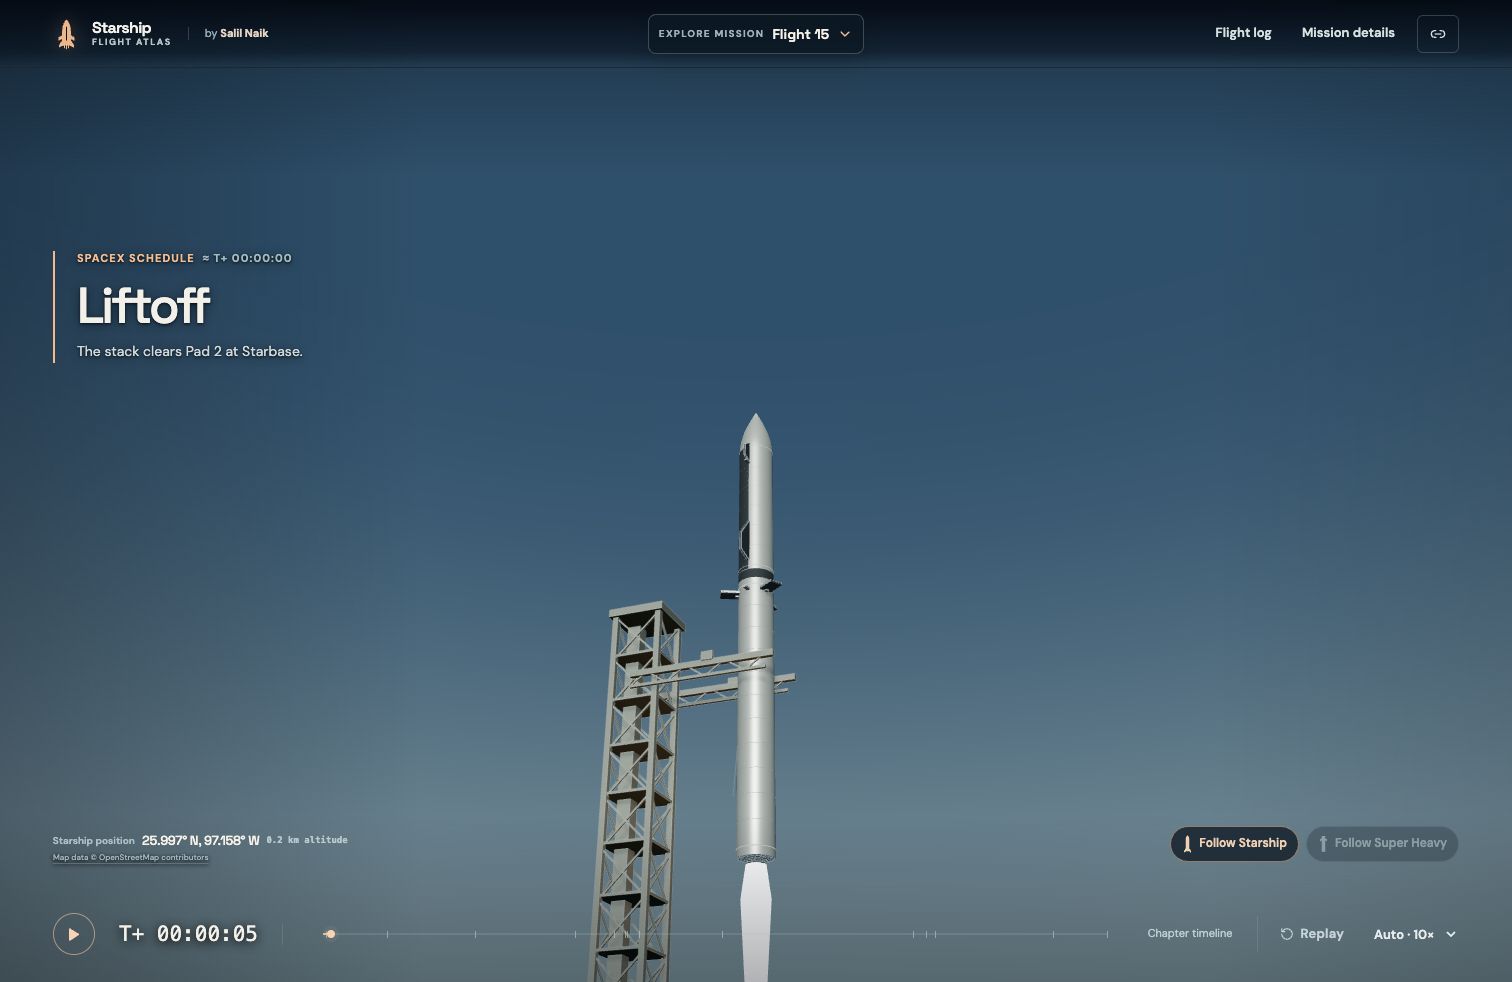 Starship
FLIGHT ATLAS
by Salil Naik
EXPLORE MISSION Flight 15
Flight log
Mission details
SPACEX SCHEDULE ≈ T+ 00:00:00
Liftoff
The stack clears Pad 2 at Starbase.
Starship position 25.997° N, 97.158° W 0.2 km altitude
Map data © OpenStreetMap contributors
Follow Starship
Follow Super Heavy
T+ 00:00:05
Chapter timeline
Replay
Auto · 10×